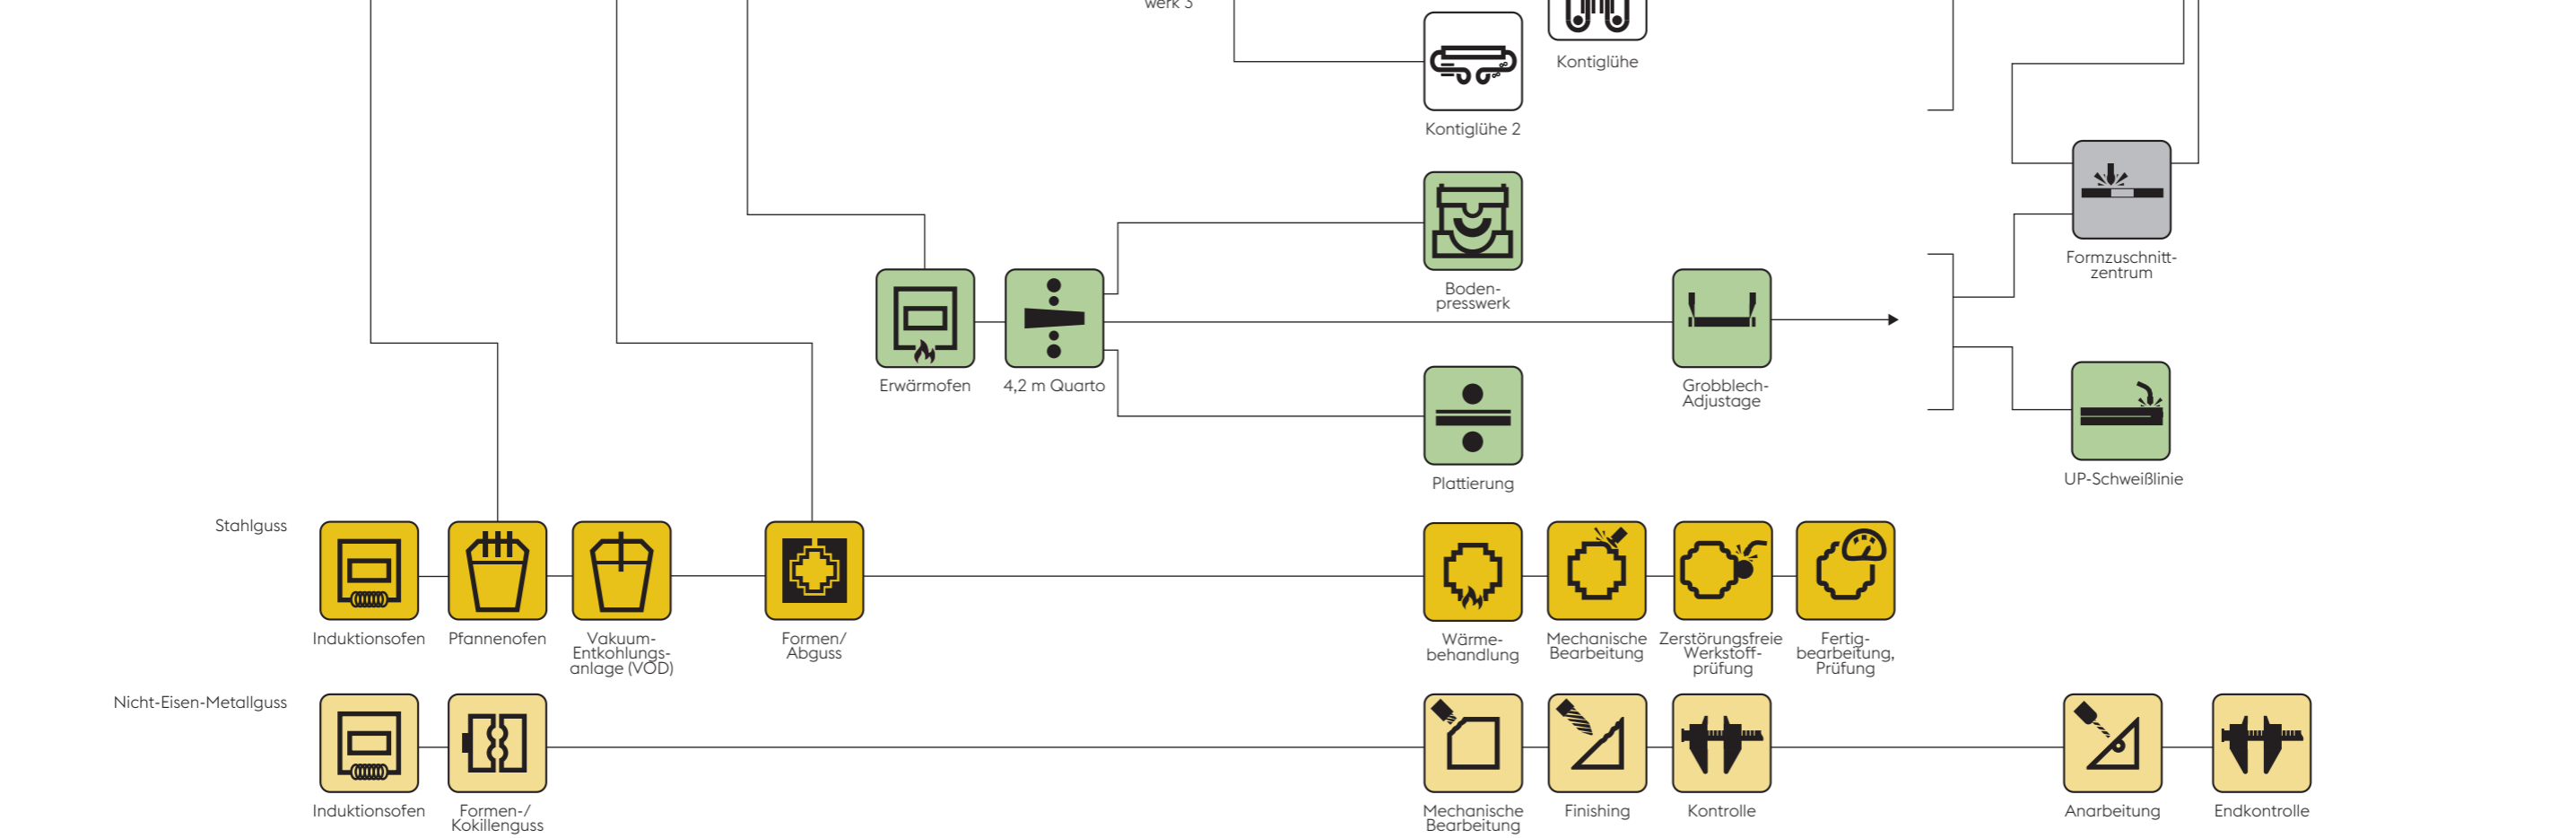 werk 3
Kontiglühe
Kontiglühe 2
Formzuschnitt-
zentrum
Boden-
presswerk
Erwärmofen
4,2 m Quarto
Grobblech-
Adjustage
Plattierung
UP-Schweißlinie
Stahlguss
Induktionsofen
Pfannenofen
Vakuum-
Entkohlungs-
anlage (VOD)
Formen/
Abguss
Wärme-
behandlung
Mechanische
Bearbeitung
Zerstörungsfreie
Werkstoff-
prüfung
Fertig-
bearbeitung,
Prüfung
Nicht-Eisen-Metallguss
Induktionsofen
Formen-/
Kokillenguss
Mechanische
Bearbeitung
Finishing
Kontrolle
Anarbeitung
Endkontrolle